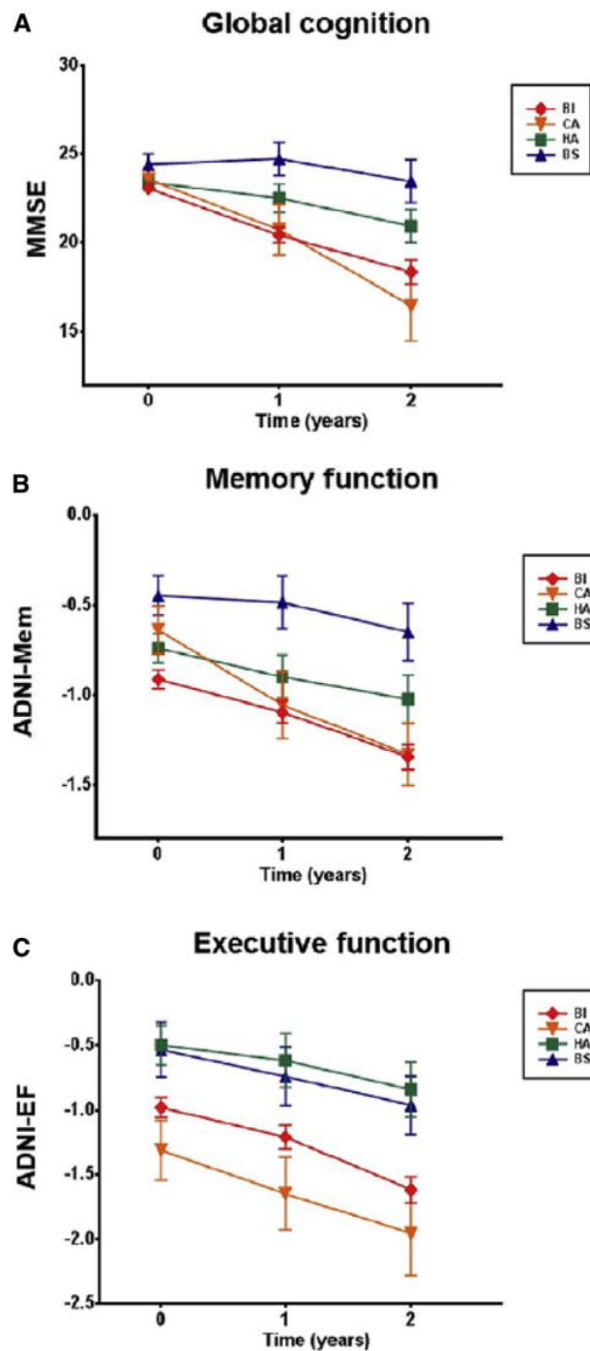 A
Global cognition
30
25
20
15
MMSE
0
1
2
Time (years)
BI
CA
HA
BS
B
Memory function
0.0
-0.5
-1.0
-1.5
ADNI-Mem
0
1
2
Time (years)
BI
CA
HA
BS
C
Executive function
0.0
-0.5
-1.0
-1.5
-2.0
-2.5
ADNI-EF
0
1
2
Time (years)
BI
CA
HA
BS